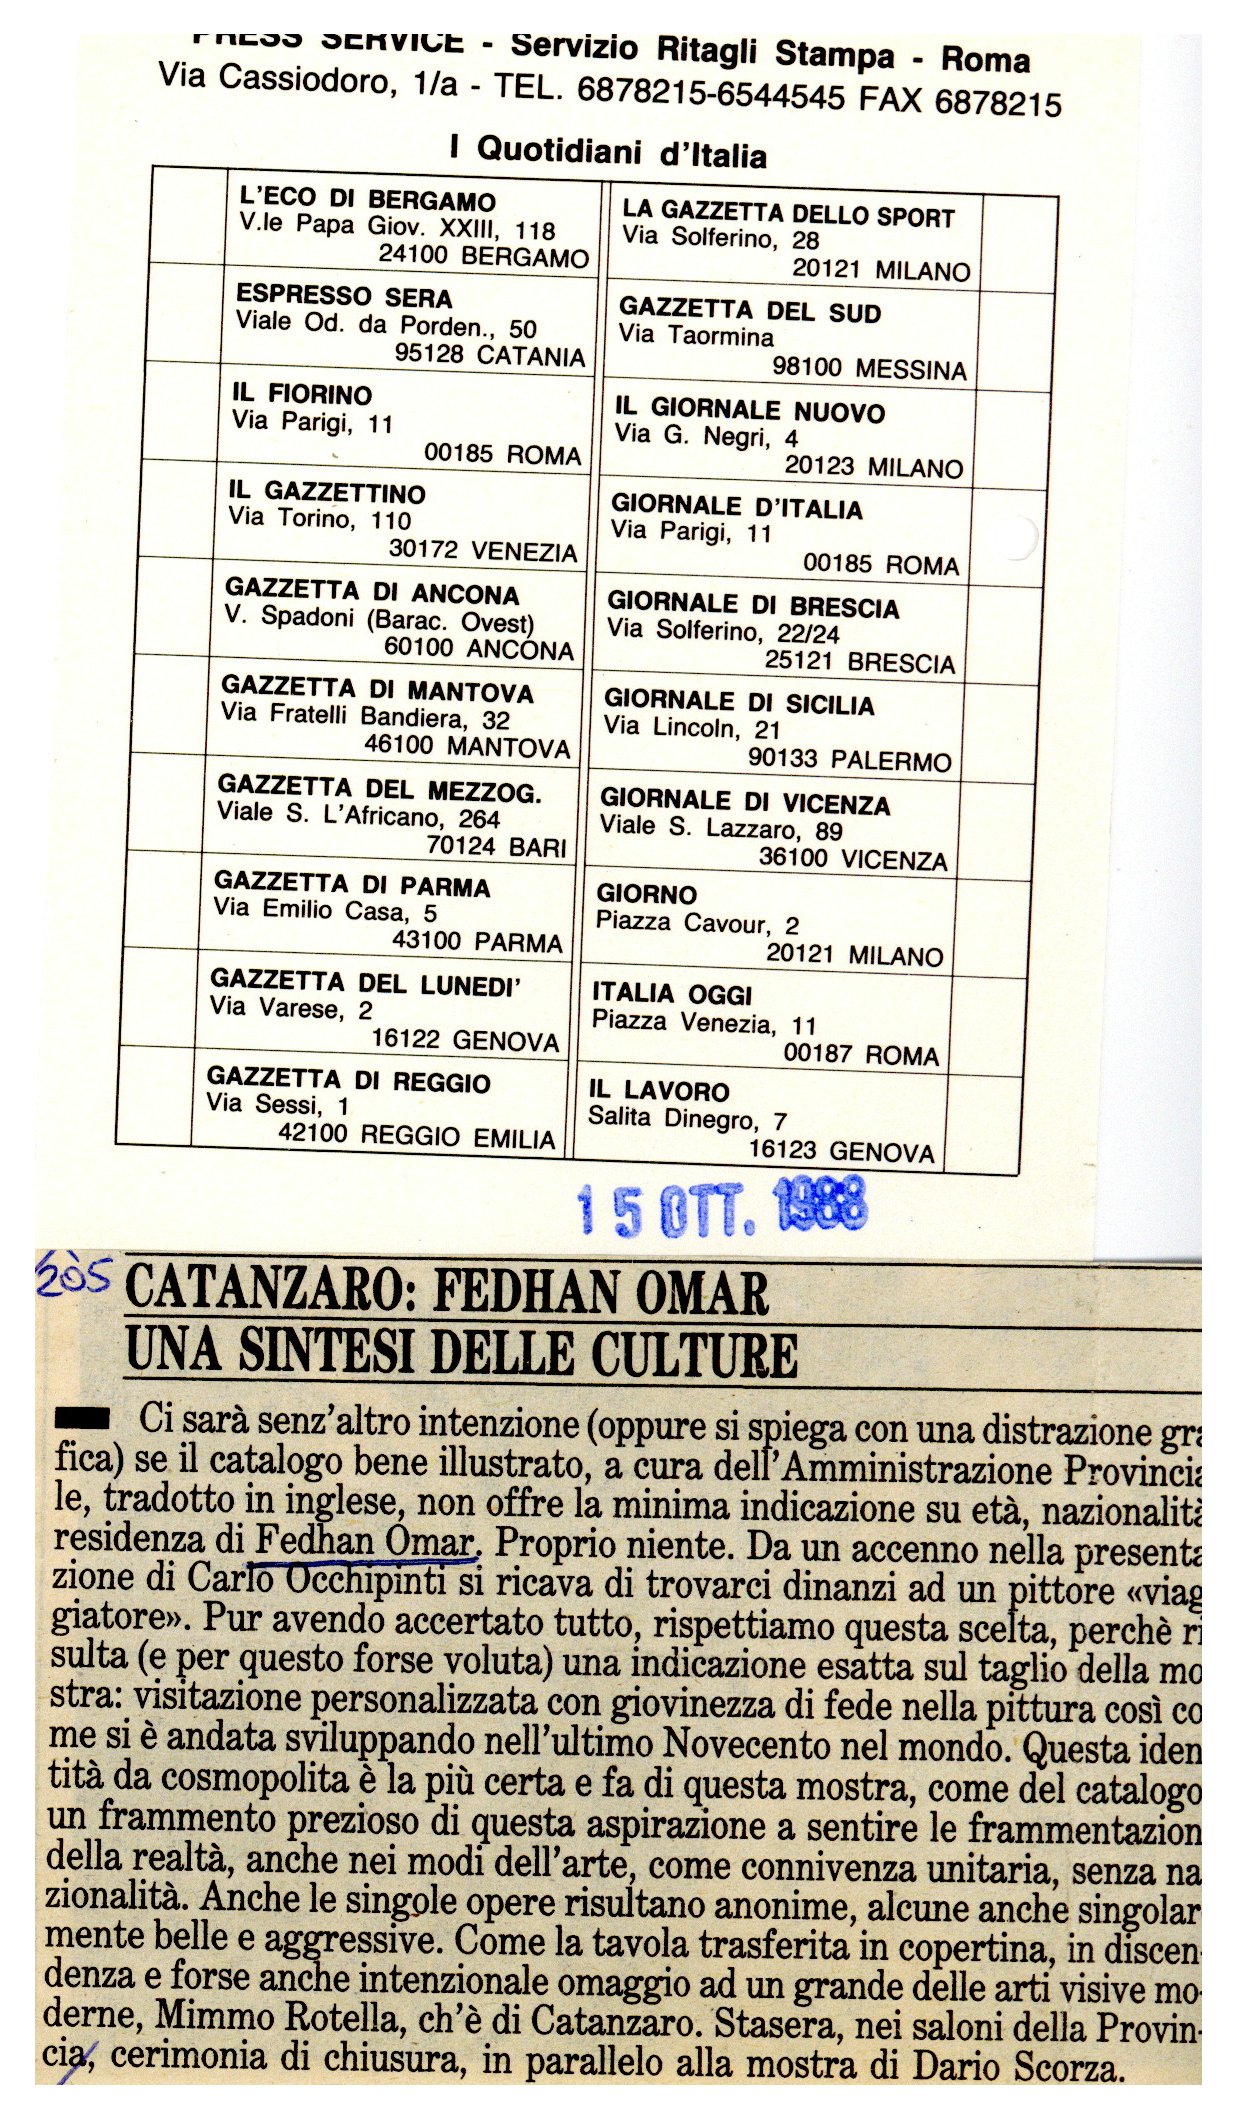 PRESS SERVICE - Servizio Ritagli Stampa - Roma
Via Cassiodoro, 1/a - TEL. 6878215-6544545 FAX 6878215
I Quotidiani d'Italia
L'ECO DI BERGAMO
V.le Papa Giov. XXIII, 118
24100 BERGAMO
ESPRESSO SERA
Viale Od. da Porden., 50
95128 CATANIA
IL FIORINO
Via Parigi, 11
00185 ROMA
IL GAZZETTINO
Via Torino, 110
30172 VENEZIA
GAZZETTA DI ANCONA
V. Spadoni (Barac. Ovest)
60100 ANCONA
GAZZETTA DI MANTOVA
Via Fratelli Bandiera, 32
46100 MANTOVA
GAZZETTA DEL MEZZOG.
Viale S. L'Africano, 264
70124 BARI
GAZZETTA DI PARMA
Via Emilio Casa, 5
43100 PARMA
GAZZETTA DEL LUNEDI'
Via Varese, 2
16122 GENOVA
GAZZETTA DI REGGIO
Via Sessi, 1
42100 REGGIO EMILIA
LA GAZZETTA DELLO SPORT
Via Solferino, 28
20121 MILANO
GAZZETTA DEL SUD
Via Taormina
98100 MESSINA
IL GIORNALE NUOVO
Via G. Negri, 4
20123 MILANO
GIORNALE D'ITALIA
Via Parigi, 11
00185 ROMA
GIORNALE DI BRESCIA
Via Solferino, 22/24
25121 BRESCIA
GIORNALE DI SICILIA
Via Lincoln, 21
90133 PALERMO
GIORNALE DI VICENZA
Viale S. Lazzaro, 89
36100 VICENZA
GIORNO
Piazza Cavour, 2
20121 MILANO
ITALIA OGGI
Piazza Venezia, 11
00187 ROMA
IL LAVORO
Salita Dinegro, 7
16123 GENOVA
15 OTT. 1988
205
CATANZARO: FEDHAN OMAR
UNA SINTESI DELLE CULTURE
Ci sarà senz'altro intenzione (oppure si spiega con una distrazione gra
fica) se il catalogo bene illustrato, a cura dell'Amministrazione Provincia
le, tradotto in inglese, non offre la minima indicazione su età, nazionalità
residenza di Fedhan Omar. Proprio niente. Da un accenno nella presenta
zione di Carlo Occhipinti si ricava di trovarci dinanzi ad un pittore «viag
giatore». Pur avendo accertato tutto, rispettiamo questa scelta, perchè ri
sulta (e per questo forse voluta) una indicazione esatta sul taglio della mo
stra: visitazione personalizzata con giovinezza di fede nella pittura così co
me si è andata sviluppando nell'ultimo Novecento nel mondo. Questa iden
tità da cosmopolita è la più certa e fa di questa mostra, come del catalogo
un frammento prezioso di questa aspirazione a sentire le frammentazion
della realtà, anche nei modi dell'arte, come connivenza unitaria, senza na
zionalità. Anche le singole opere risultano anonime, alcune anche singolar
mente belle e aggressive. Come la tavola trasferita in copertina, in discen-
denza e forse anche intenzionale omaggio ad un grande delle arti visive mo-
derne, Mimmo Rotella, ch'è di Catanzaro. Stasera, nei saloni della Provin-
cia, cerimonia di chiusura, in parallelo alla mostra di Dario Scorza.